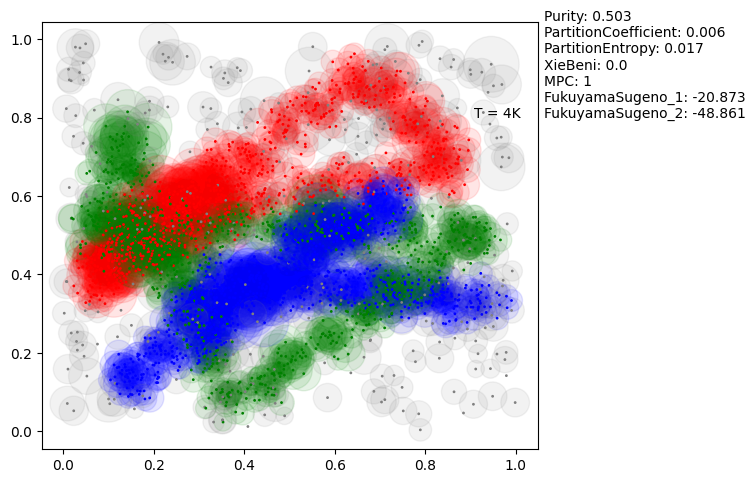 Purity: 0.503
PartitionCoefficient: 0.006
PartitionEntropy: 0.017
XieBeni: 0.0
MPC: 1
FukuyamaSugeno_1: -20.873
FukuyamaSugeno_2: -48.861
T = 4K
1.0
0.8
0.6
0.4
0.2
0.0
0.0 0.2 0.4 0.6 0.8 1.0